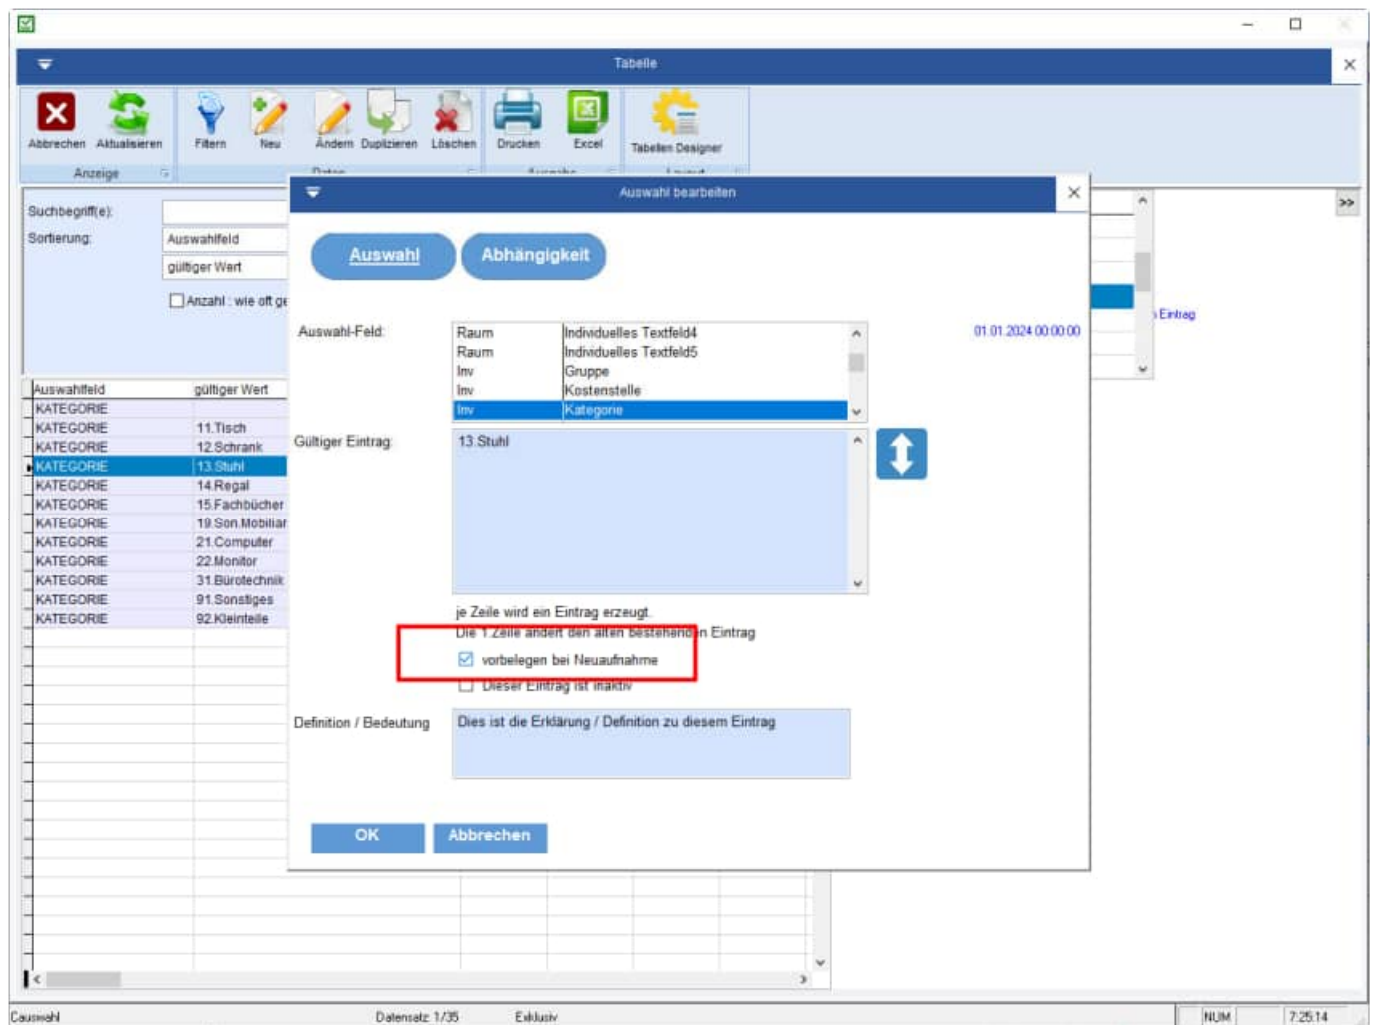 Tabelle
Abbrechen Aktualisieren Filtern Neu Ändern Duplizieren Löschen Drucken Excel Tabellen Designer
Anzeige Daten Ausgabe Layout
Auswahl bearbeiten
Suchbegriff(e):
>>
Sortierung: Auswahlfeld
gültiger Wert
Anzahl : wie oft ge
Auswahl Abhängigkeit
Eintrag
Auswahl-Feld:
Raum Individuelles Textfeld4
Raum Individuelles Textfeld5
Inv Gruppe
Inv Kostenstelle
Inv Kategorie
01.01.2024 00:00:00
Auswahlfeld gültiger Wert
KATEGORIE
KATEGORIE 11.Tisch
KATEGORIE 12.Schrank
KATEGORIE 13.Stuhl
KATEGORIE 14.Regal
KATEGORIE 15.Fachbücher
KATEGORIE 19.Son.Mobiliar
KATEGORIE 21.Computer
KATEGORIE 22.Monitor
KATEGORIE 31.Bürotechnik
KATEGORIE 91.Sonstiges
KATEGORIE 92.Kleinteile
Gültiger Eintrag: 13.Stuhl
je Zeile wird ein Eintrag erzeugt.
Die 1.Zeile ändert den alten bestehenden Eintrag
vorbelegen bei Neuaufnahme
Dieser Eintrag ist inaktiv
Definition / Bedeutung Dies ist die Erklärung / Definition zu diesem Eintrag
OK Abbrechen
Causwahl Datensatz 1/35 Exklusiv NUM 7:25:14